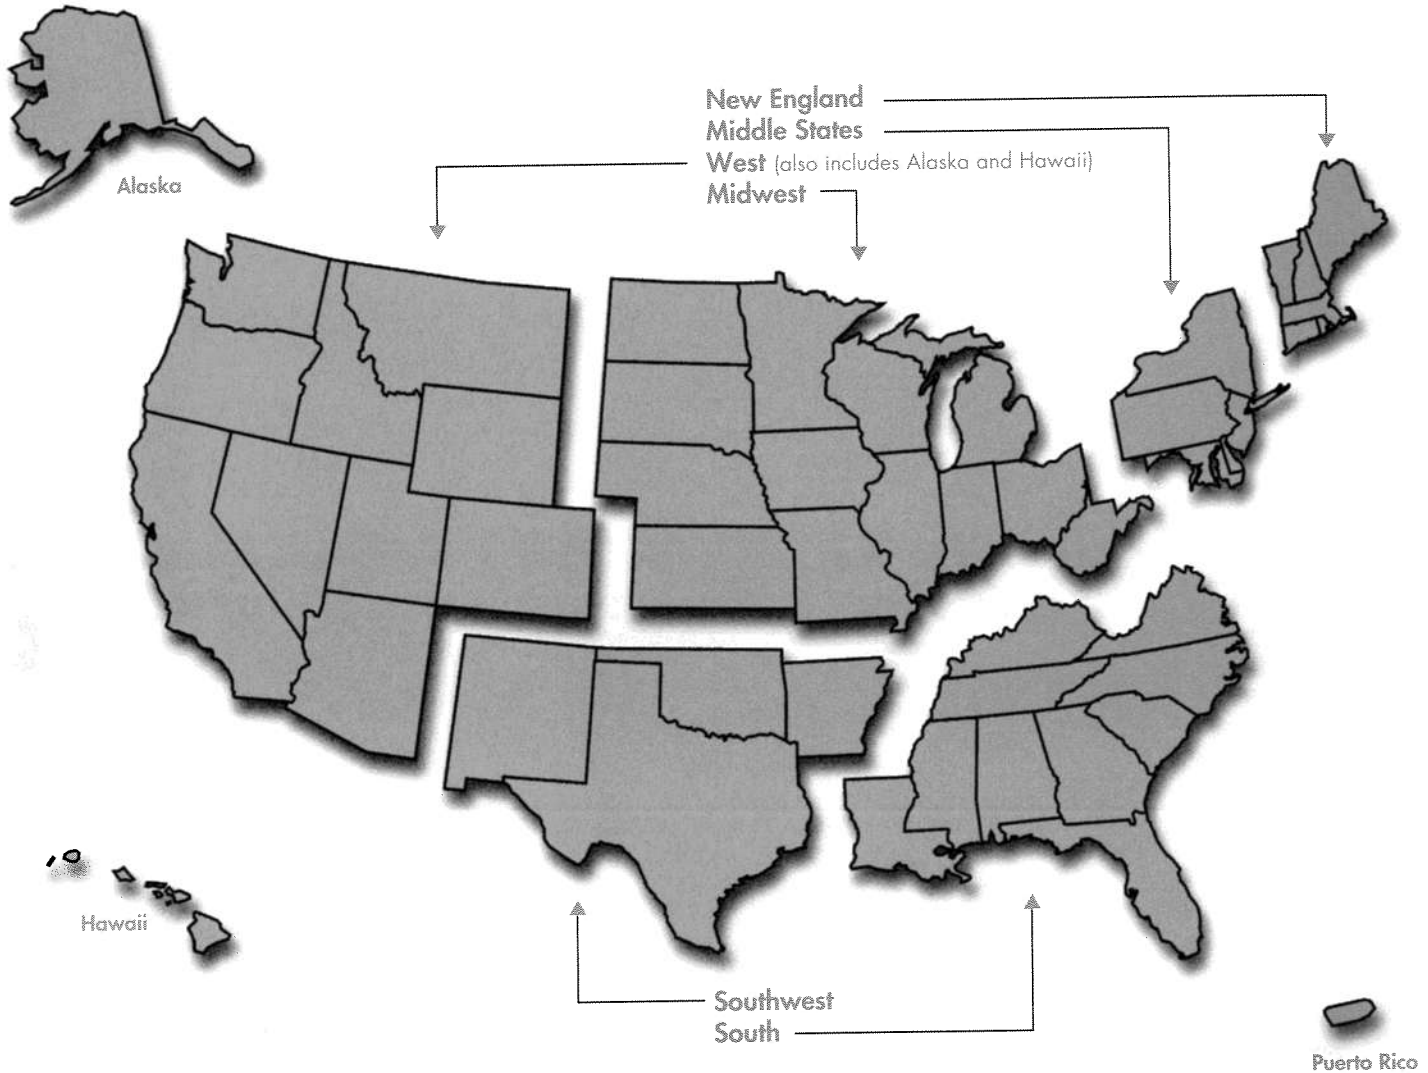 New England
Middle States
West (also includes Alaska and Hawaii)
Midwest
Alaska
Hawaii
Southwest
South
Puerto Rico